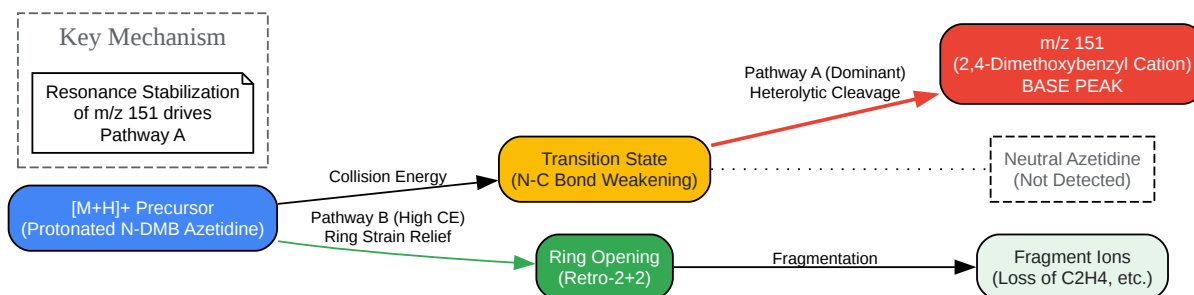 Key Mechanism
Resonance Stabilization
of m/z 151 drives
Pathway A
[M+H]+ Precursor
(Protonated N-DMB Azetidine)
Collision Energy
Pathway B (High CE)
Ring Strain Relief
Transition State
(N-C Bond Weakening)
Ring Opening
(Retro-2+2)
Pathway A (Dominant)
Heterolytic Cleavage
Fragmentation
m/z 151
(2,4-Dimethoxybenzyl Cation)
BASE PEAK
Neutral Azetidine
(Not Detected)
Fragment Ions
(Loss of C2H4, etc.)